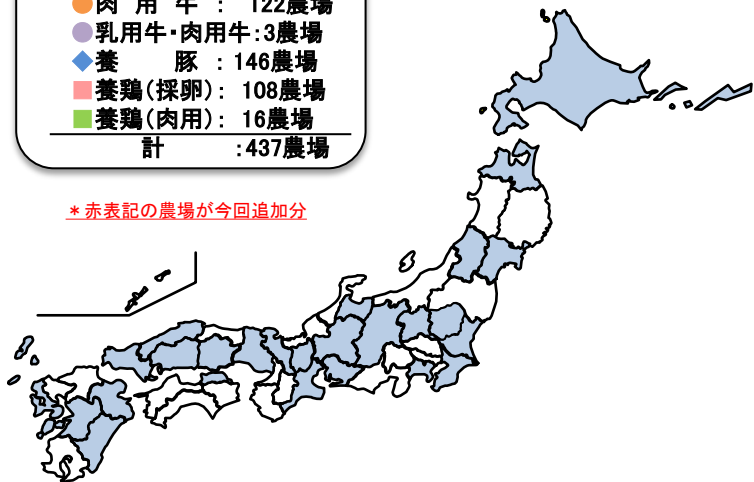 肉用牛： 122農場
乳用牛・肉用牛：3農場
養豚：146農場
養鶏（採卵）： 108農場
養鶏（肉用）： 16農場
計：437農場
＊赤表記の農場が今回追加分